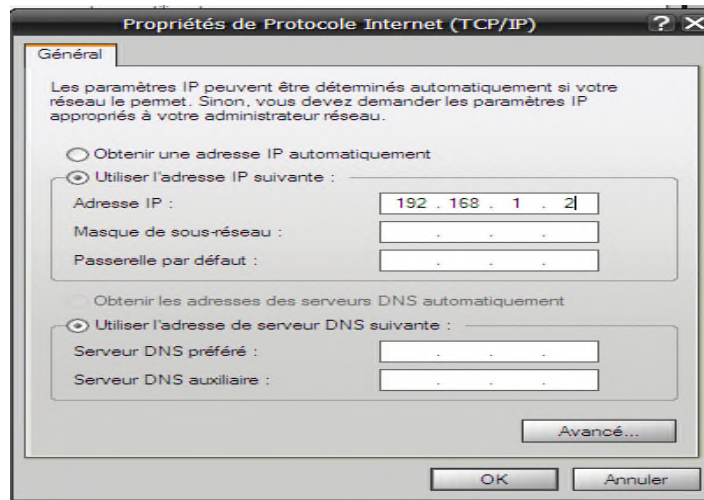 Propriétés de Protocole Internet (TCP/IP)
Général
Les paramètres IP peuvent être déterminés automatiquement si votre
réseau le permet. Sinon, vous devez demander les paramètres IP
appropriés à votre administrateur réseau.
Obtenir une adresse IP automatiquement
Utiliser l'adresse IP suivante :
Adresse IP : 192 . 168 . 1 . 2
Masque de sous-réseau : . . .
Passerelle par défaut : . . .
Obtenir les adresses des serveurs DNS automatiquement
Utiliser l'adresse de serveur DNS suivante :
Serveur DNS préféré : . . .
Serveur DNS auxiliaire : . . .
Avancé...
OK Annuler